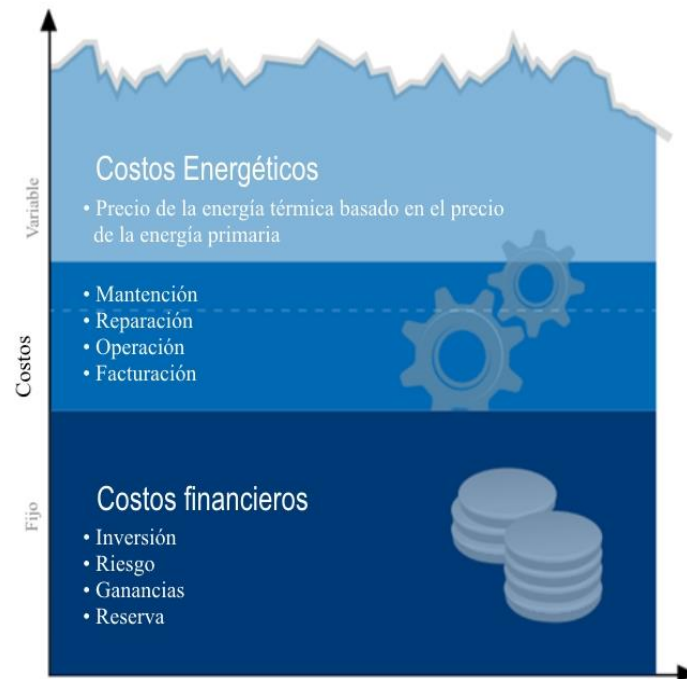 Costos
Variable
Fijo
Costos Energéticos
• Precio de la energía térmica basado en el precio
de la energía primaria
• Mantención
• Reparación
• Operación
• Facturación
Costos financieros
• Inversión
• Riesgo
• Ganancias
• Reserva